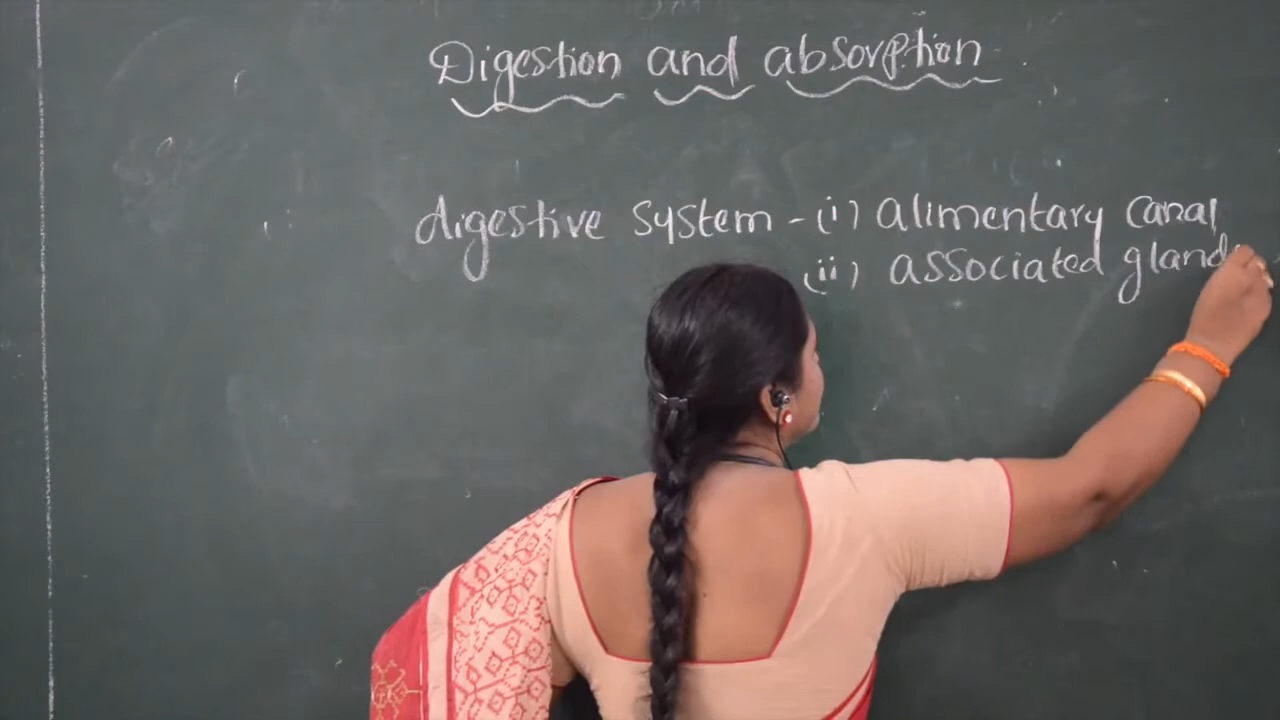 Digestion and absorption
digestive system - (i) alimentary canal
(ii) associated gland